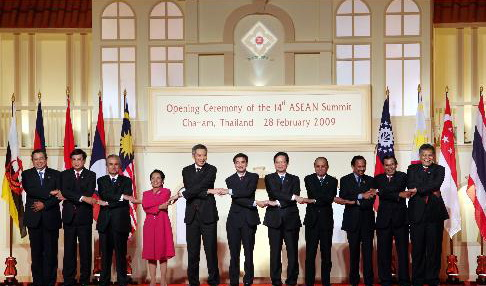 Opening Ceremony of the 14th ASEAN Summit
Cha-am, Thailand 28 February 2009